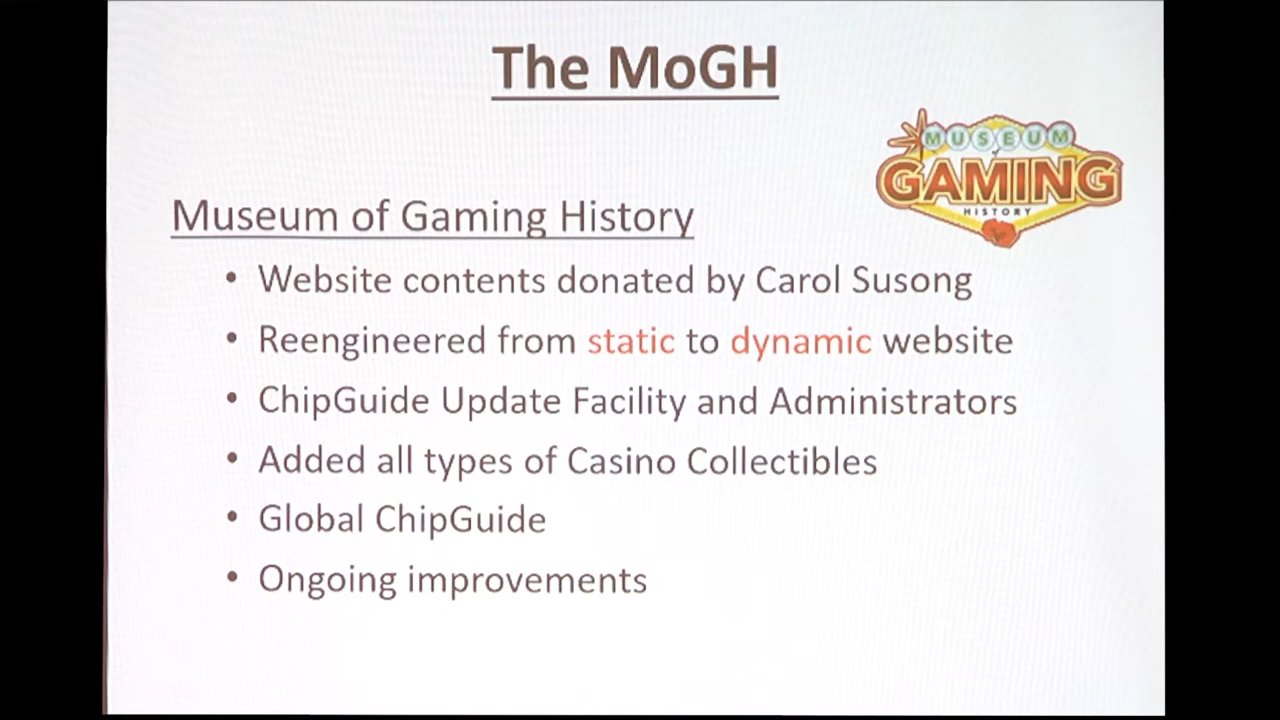 The MoGH
MUSEUM
of
GAMING
HISTORY
Museum of Gaming History
• Website contents donated by Carol Susong
• Reengineered from static to dynamic website
• ChipGuide Update Facility and Administrators
• Added all types of Casino Collectibles
• Global ChipGuide
• Ongoing improvements